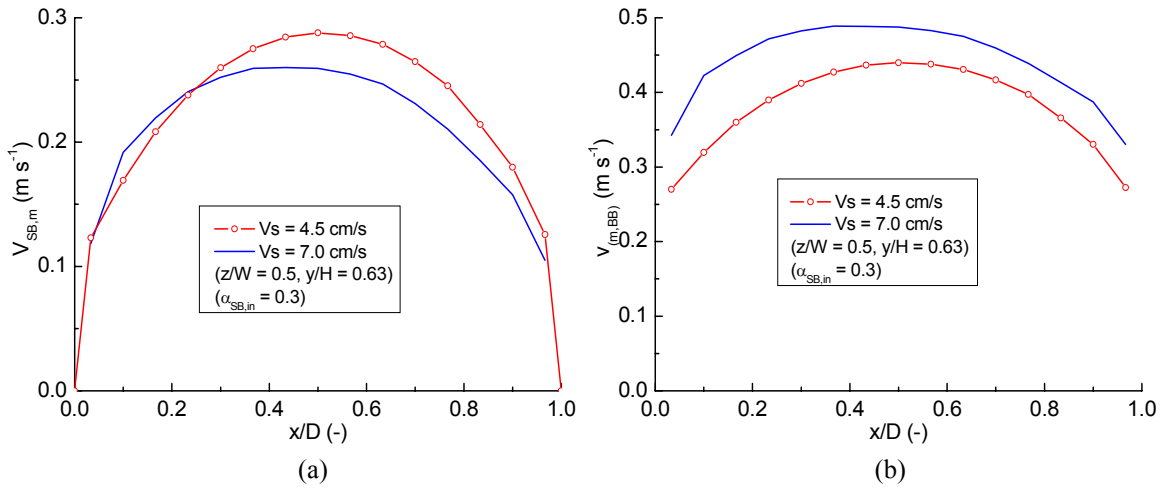 0.3
0.2
0.1
0.0
V_SB,m (m s⁻¹)
Vs = 4.5 cm/s
Vs = 7.0 cm/s
(z/W = 0.5, y/H = 0.63)
(α_SB,in = 0.3)
0.0 0.2 0.4 0.6 0.8 1.0
x/D (-)
(a)
0.5
0.4
0.3
0.2
0.1
0.0
v_(m,BB) (m s⁻¹)
Vs = 4.5 cm/s
Vs = 7.0 cm/s
(z/W = 0.5, y/H = 0.63)
(α_SB,in = 0.3)
0.0 0.2 0.4 0.6 0.8 1.0
x/D (-)
(b)